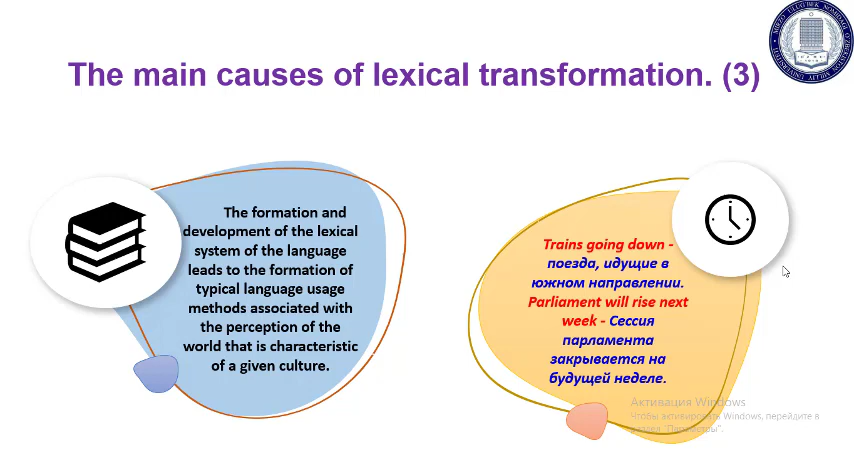 The main causes of lexical transformation. (3)
The formation and
development of the lexical
system of the language
leads to the formation of
typical language usage
methods associated with
the perception of the
world that is characteristic
of a given culture.
Trains going down -
поезда, идущие в
южном направлении.
Parliament will rise next
week - Сессия
парламента
закрывается на
будущей неделе.
Активация Windows
Чтобы активировать Windows, перейдите в
раздел "Параметры".